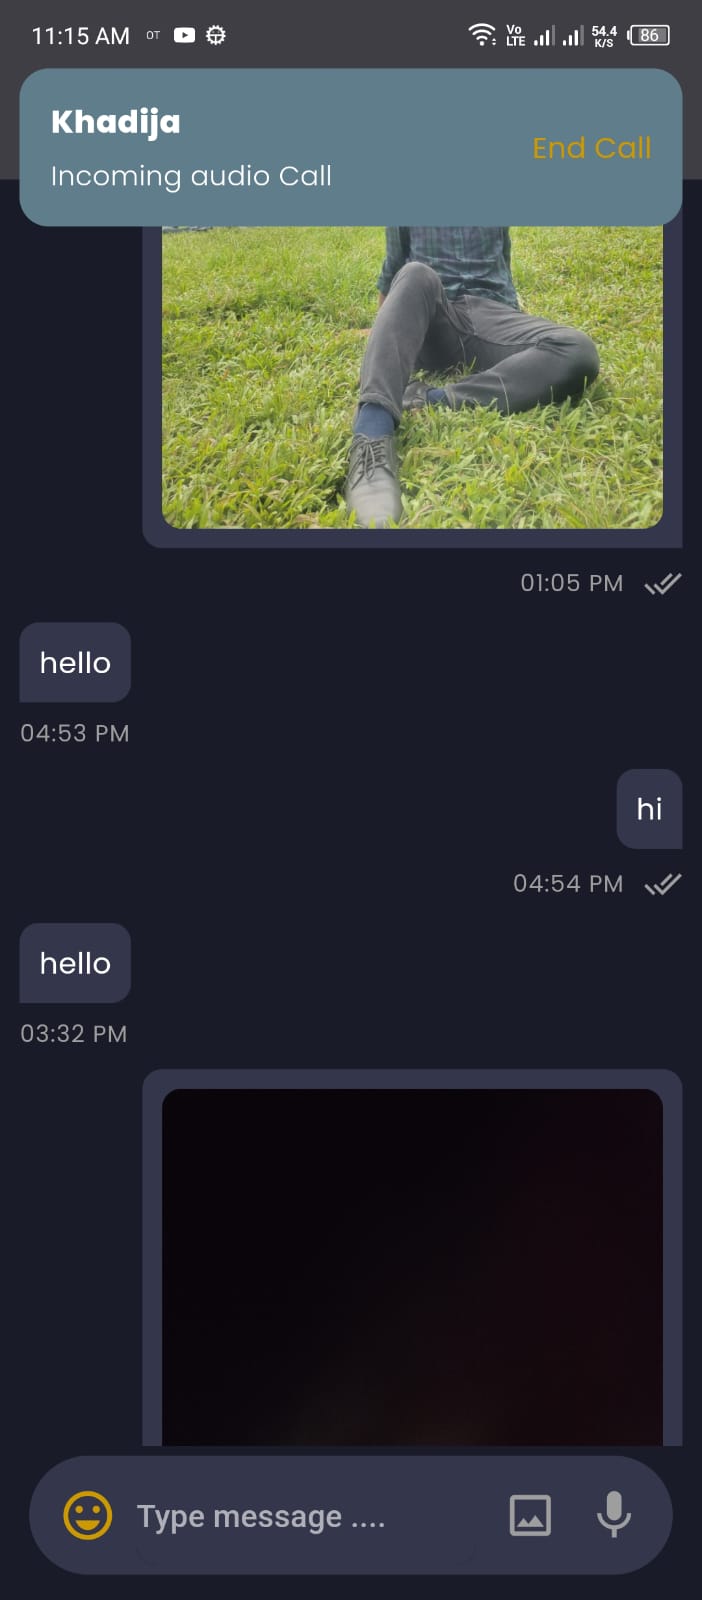 11:15 AM OT Vo LTE 54.4 K/S 86
Khadija
Incoming audio Call
End Call
01:05 PM
hello
04:53 PM
hi
04:54 PM
hello
03:32 PM
Type message ....